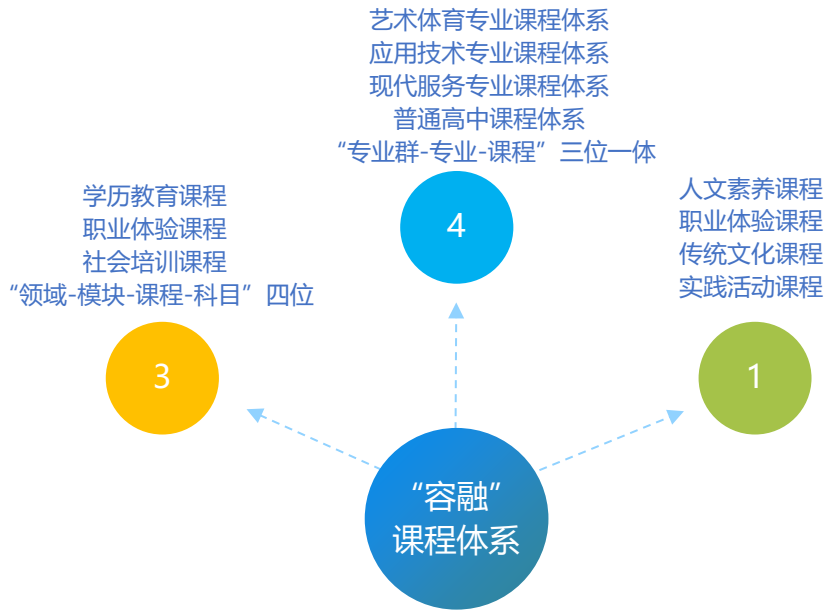 艺术体育专业课程体系
应用技术专业课程体系
现代服务专业课程体系
普通高中课程体系
“专业群-专业-课程”三位一体
4
学历教育课程
职业体验课程
社会培训课程
“领域-模块-课程-科目”四位
3
人文素养课程
职业体验课程
传统文化课程
实践活动课程
1
“容融”
课程体系